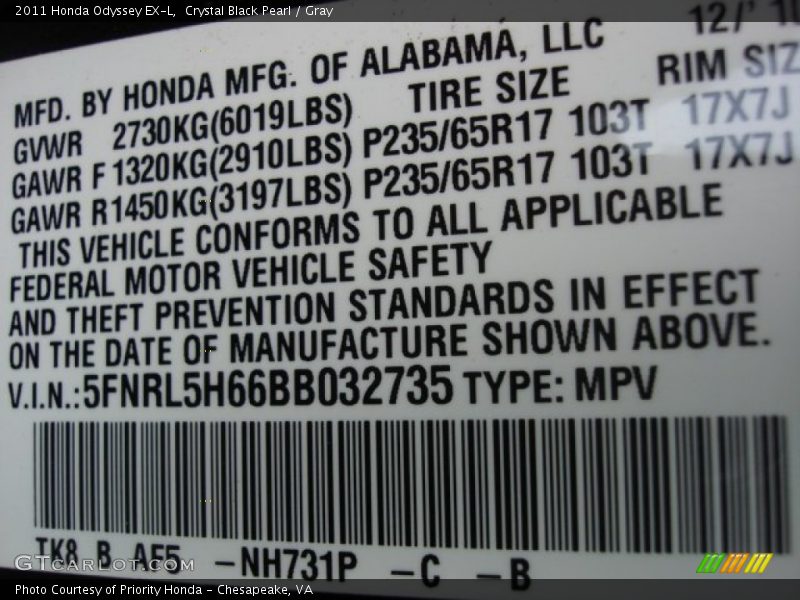 2011 Honda Odyssey EX-L, Crystal Black Pearl / Gray
MFD. BY HONDA MFG. OF ALABAMA, LLC
GVWR 2730KG(6019LBS) TIRE SIZE RIM SIZ
GAWR F 1320KG(2910LBS) P235/65R17 103T 17X7J
GAWR R 1450KG(3197LBS) P235/65R17 103T 17X7J
THIS VEHICLE CONFORMS TO ALL APPLICABLE
FEDERAL MOTOR VEHICLE SAFETY
AND THEFT PREVENTION STANDARDS IN EFFECT
ON THE DATE OF MANUFACTURE SHOWN ABOVE.
V.I.N.:5FNRL5H66BB032735 TYPE: MPV
TK8 B AF5 -NH731P -C -B
GTCARLOT.COM
Photo Courtesy of Priority Honda - Chesapeake, VA